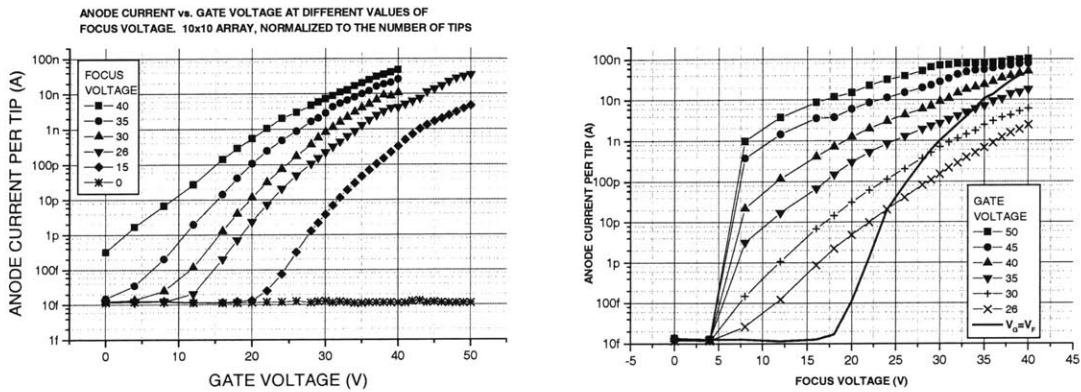 ANODE CURRENT vs. GATE VOLTAGE AT DIFFERENT VALUES OF
FOCUS VOLTAGE. 10x10 ARRAY, NORMALIZED TO THE NUMBER OF TIPS
ANODE CURRENT PER TIP (A)
100n
10n
1n
100p
10p
1p
100f
10f
1f
FOCUS
VOLTAGE
40
35
30
26
15
0
0 10 20 30 40 50
GATE VOLTAGE (V)
ANODE CURRENT PER TIP (A)
100n
10n
1n
100p
10p
1p
100f
10f
GATE
VOLTAGE
50
45
40
35
30
26
V_G=V_F
-5 0 5 10 15 20 25 30 35 40 45
FOCUS VOLTAGE (V)